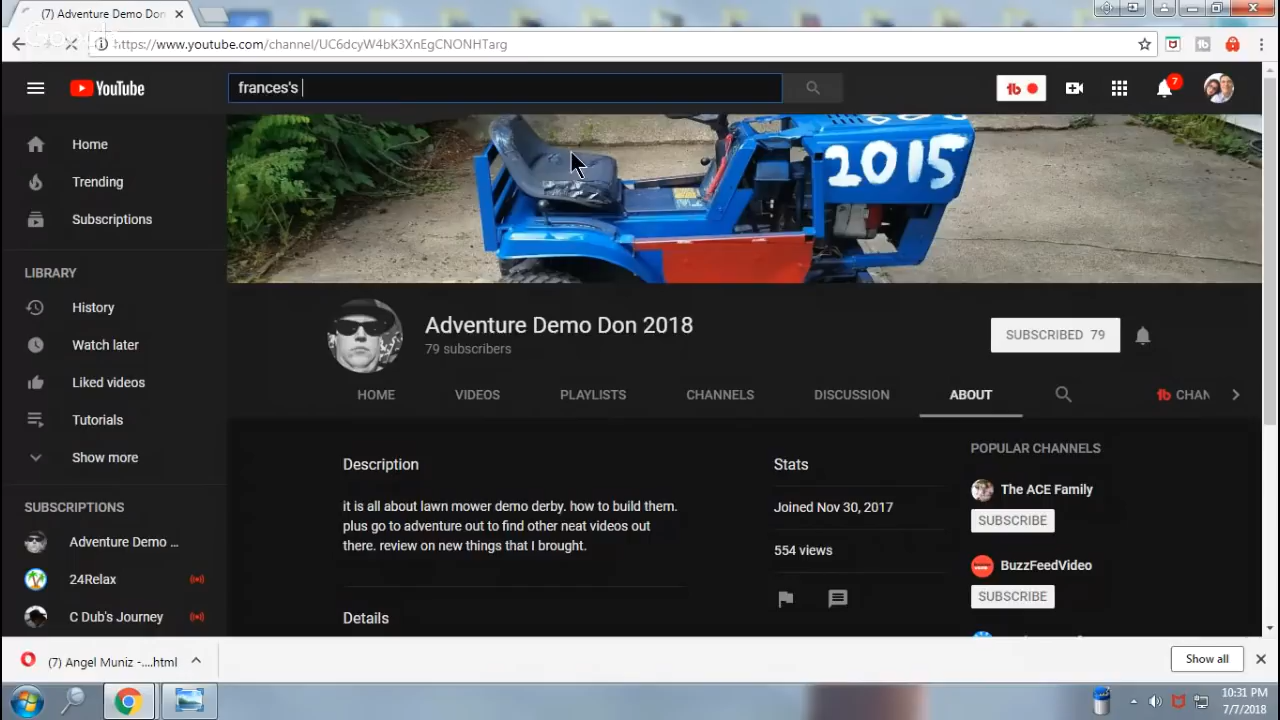 (7) Adventure Demo Don
https://www.youtube.com/channel/UC6dcyW4bK3XnEgCNONHTarg
YouTube
frances's
7
Home
Trending
Subscriptions
LIBRARY
History
Watch later
Liked videos
Tutorials
Show more
SUBSCRIPTIONS
Adventure Demo ...
24Relax
C Dub's Journey
2015
Adventure Demo Don 2018
79 subscribers
SUBSCRIBED 79
HOME VIDEOS PLAYLISTS CHANNELS DISCUSSION ABOUT CHAN
Description
it is all about lawn mower demo derby. how to build them.
plus go to adventure out to find other neat videos out
there. review on new things that I brought.
Details
Stats
Joined Nov 30, 2017
554 views
POPULAR CHANNELS
The ACE Family
SUBSCRIBE
BuzzFeedVideo
SUBSCRIBE
(7) Angel Muniz -....html
Show all
10:31 PM
7/7/2018